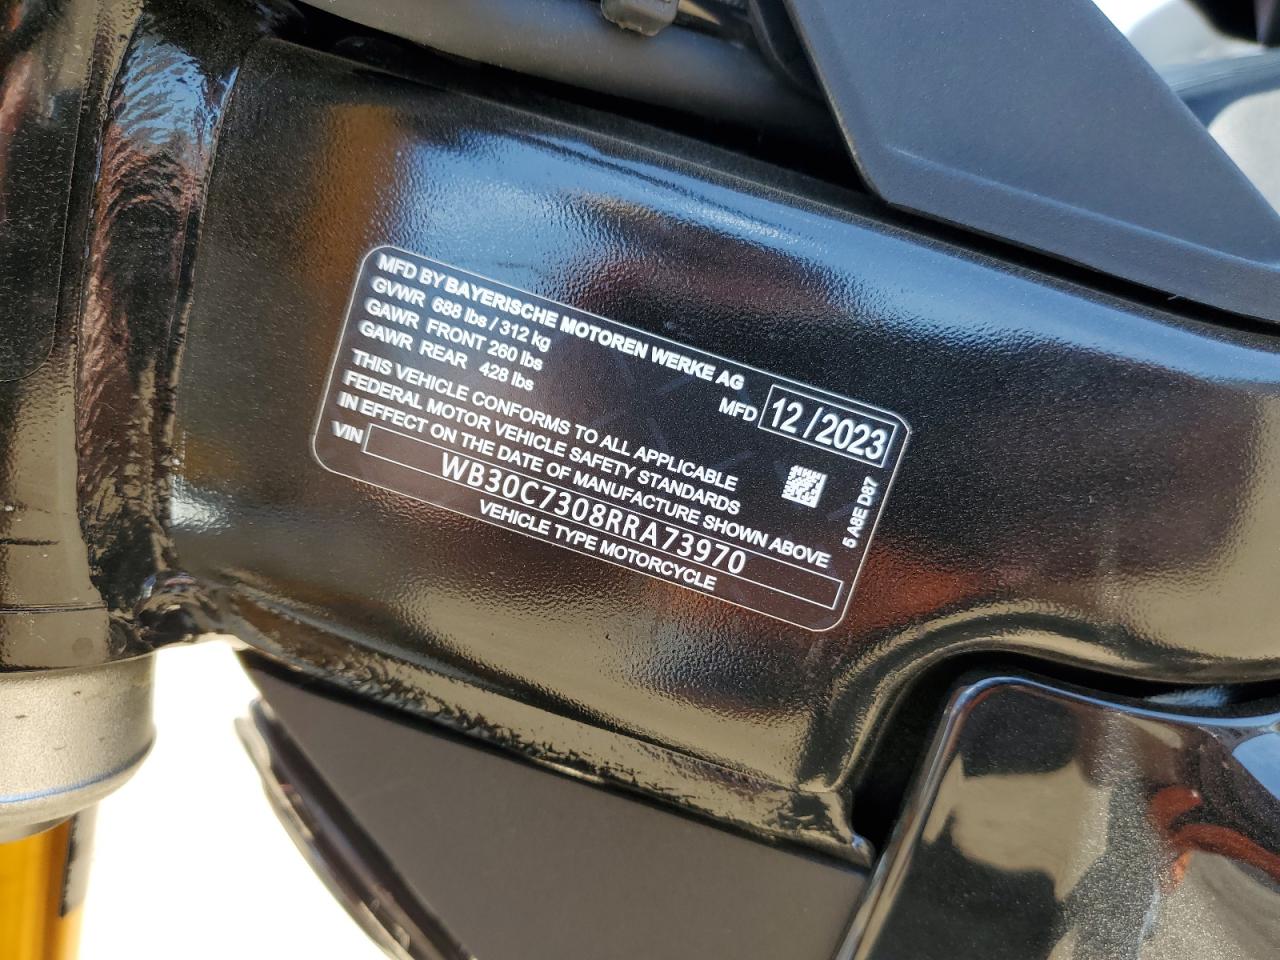 MFD BY BAYERISCHE MOTOREN WERKE AG
GVWR 688 lbs / 312 kg
GAWR FRONT 260 lbs
GAWR REAR 428 lbs
MFD 12/2023
THIS VEHICLE CONFORMS TO ALL APPLICABLE
FEDERAL MOTOR VEHICLE SAFETY STANDARDS
IN EFFECT ON THE DATE OF MANUFACTURE SHOWN ABOVE
VIN WB30C7308RRA73970
VEHICLE TYPE MOTORCYCLE
5 A8E D87